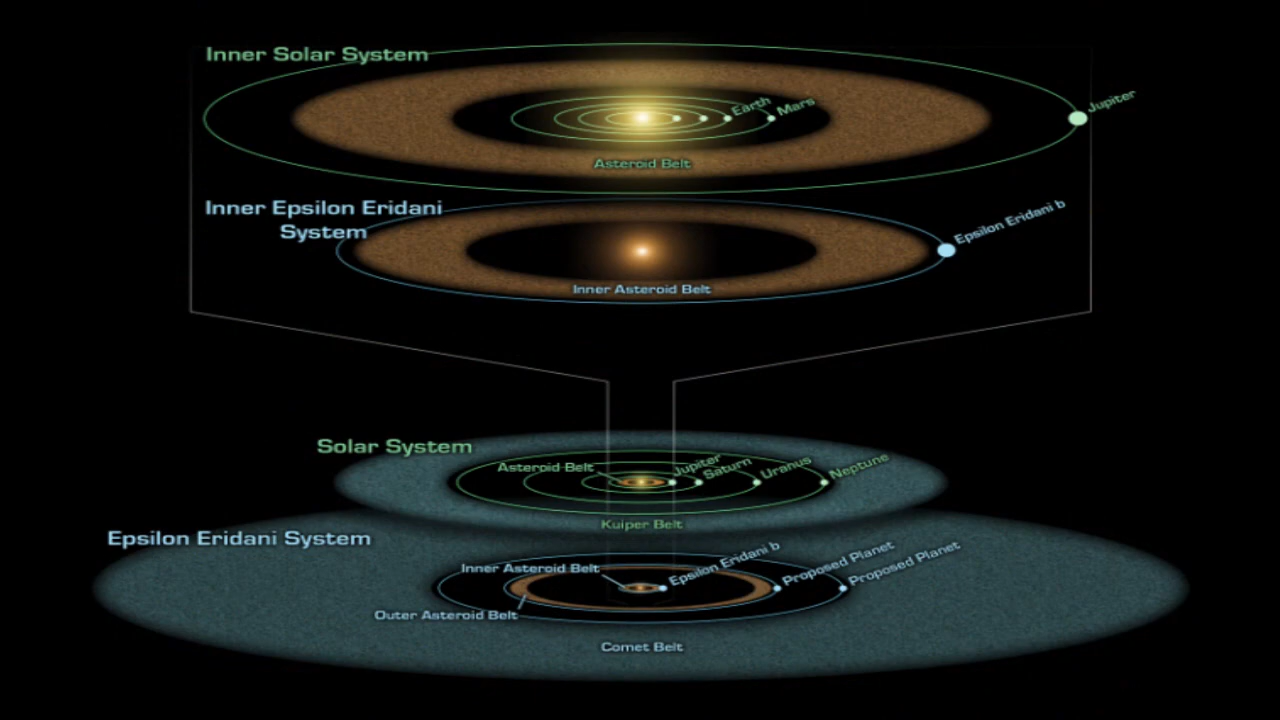 Inner Solar System
Earth
Mars
Jupiter
Asteroid Belt
Inner Epsilon Eridani
System
Epsilon Eridani b
Inner Asteroid Belt
Solar System
Asteroid Belt
Jupiter
Saturn
Uranus
Neptune
Kuiper Belt
Epsilon Eridani System
Inner Asteroid Belt
Epsilon Eridani b
Proposed Planet
Proposed Planet
Outer Asteroid Belt
Comet Belt